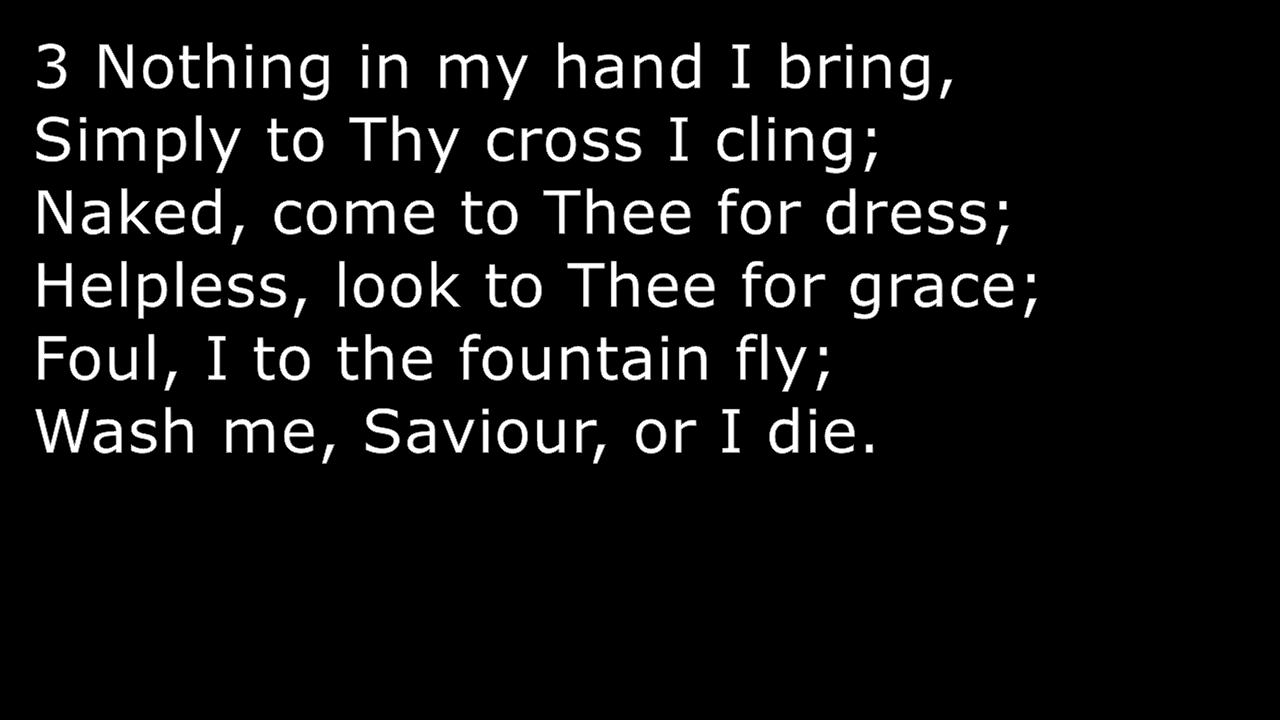 3 Nothing in my hand I bring,
Simply to Thy cross I cling;
Naked, come to Thee for dress;
Helpless, look to Thee for grace;
Foul, I to the fountain fly;
Wash me, Saviour, or I die.